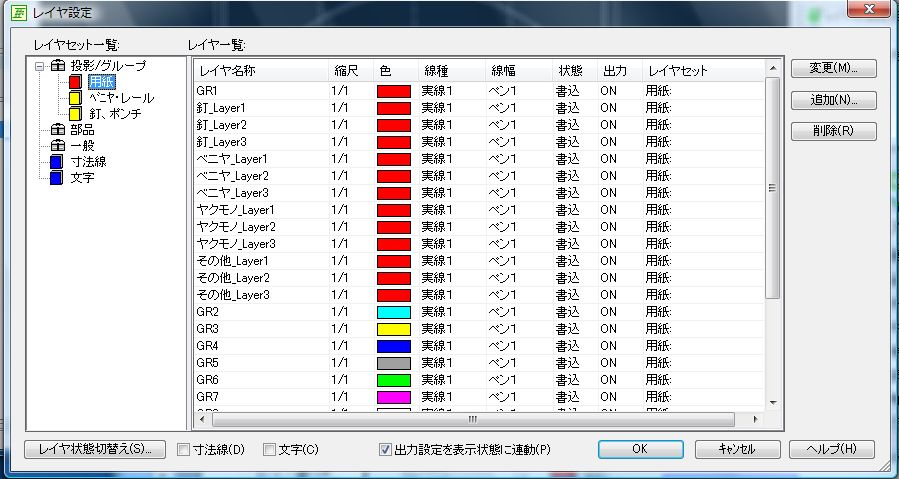 レイヤ設定
レイヤセット一覧:
レイヤ一覧:
投影/グループ
用紙
ベニヤ・レール
釘、ポンチ
部品
一般
寸法線
文字
レイヤ名称 縮尺 色 線種 線幅 状態 出力 レイヤセット
GR1 1/1 実線1 ペン1 書込 ON 用紙:
釘_Layer1 1/1 実線1 ペン1 書込 ON 用紙:
釘_Layer2 1/1 実線1 ペン1 書込 ON 用紙:
釘_Layer3 1/1 実線1 ペン1 書込 ON 用紙:
ベニヤ_Layer1 1/1 実線1 ペン1 書込 ON 用紙:
ベニヤ_Layer2 1/1 実線1 ペン1 書込 ON 用紙:
ベニヤ_Layer3 1/1 実線1 ペン1 書込 ON 用紙:
ヤクモノ_Layer1 1/1 実線1 ペン1 書込 ON 用紙:
ヤクモノ_Layer2 1/1 実線1 ペン1 書込 ON 用紙:
ヤクモノ_Layer3 1/1 実線1 ペン1 書込 ON 用紙:
その他_Layer1 1/1 実線1 ペン1 書込 ON 用紙:
その他_Layer2 1/1 実線1 ペン1 書込 ON 用紙:
その他_Layer3 1/1 実線1 ペン1 書込 ON 用紙:
GR2 1/1 実線1 ペン1 書込 ON 用紙:
GR3 1/1 実線1 ペン1 書込 ON 用紙:
GR4 1/1 実線1 ペン1 書込 ON 用紙:
GR5 1/1 実線1 ペン1 書込 ON 用紙:
GR6 1/1 実線1 ペン1 書込 ON 用紙:
GR7 1/1 実線1 ペン1 書込 ON 用紙:
変更(M)...
追加(N)...
削除(R)
レイヤ状態切替え(S)...
寸法線(D)
文字(C)
出力設定を表示状態に連動(P)
OK
キャンセル
ヘルプ(H)